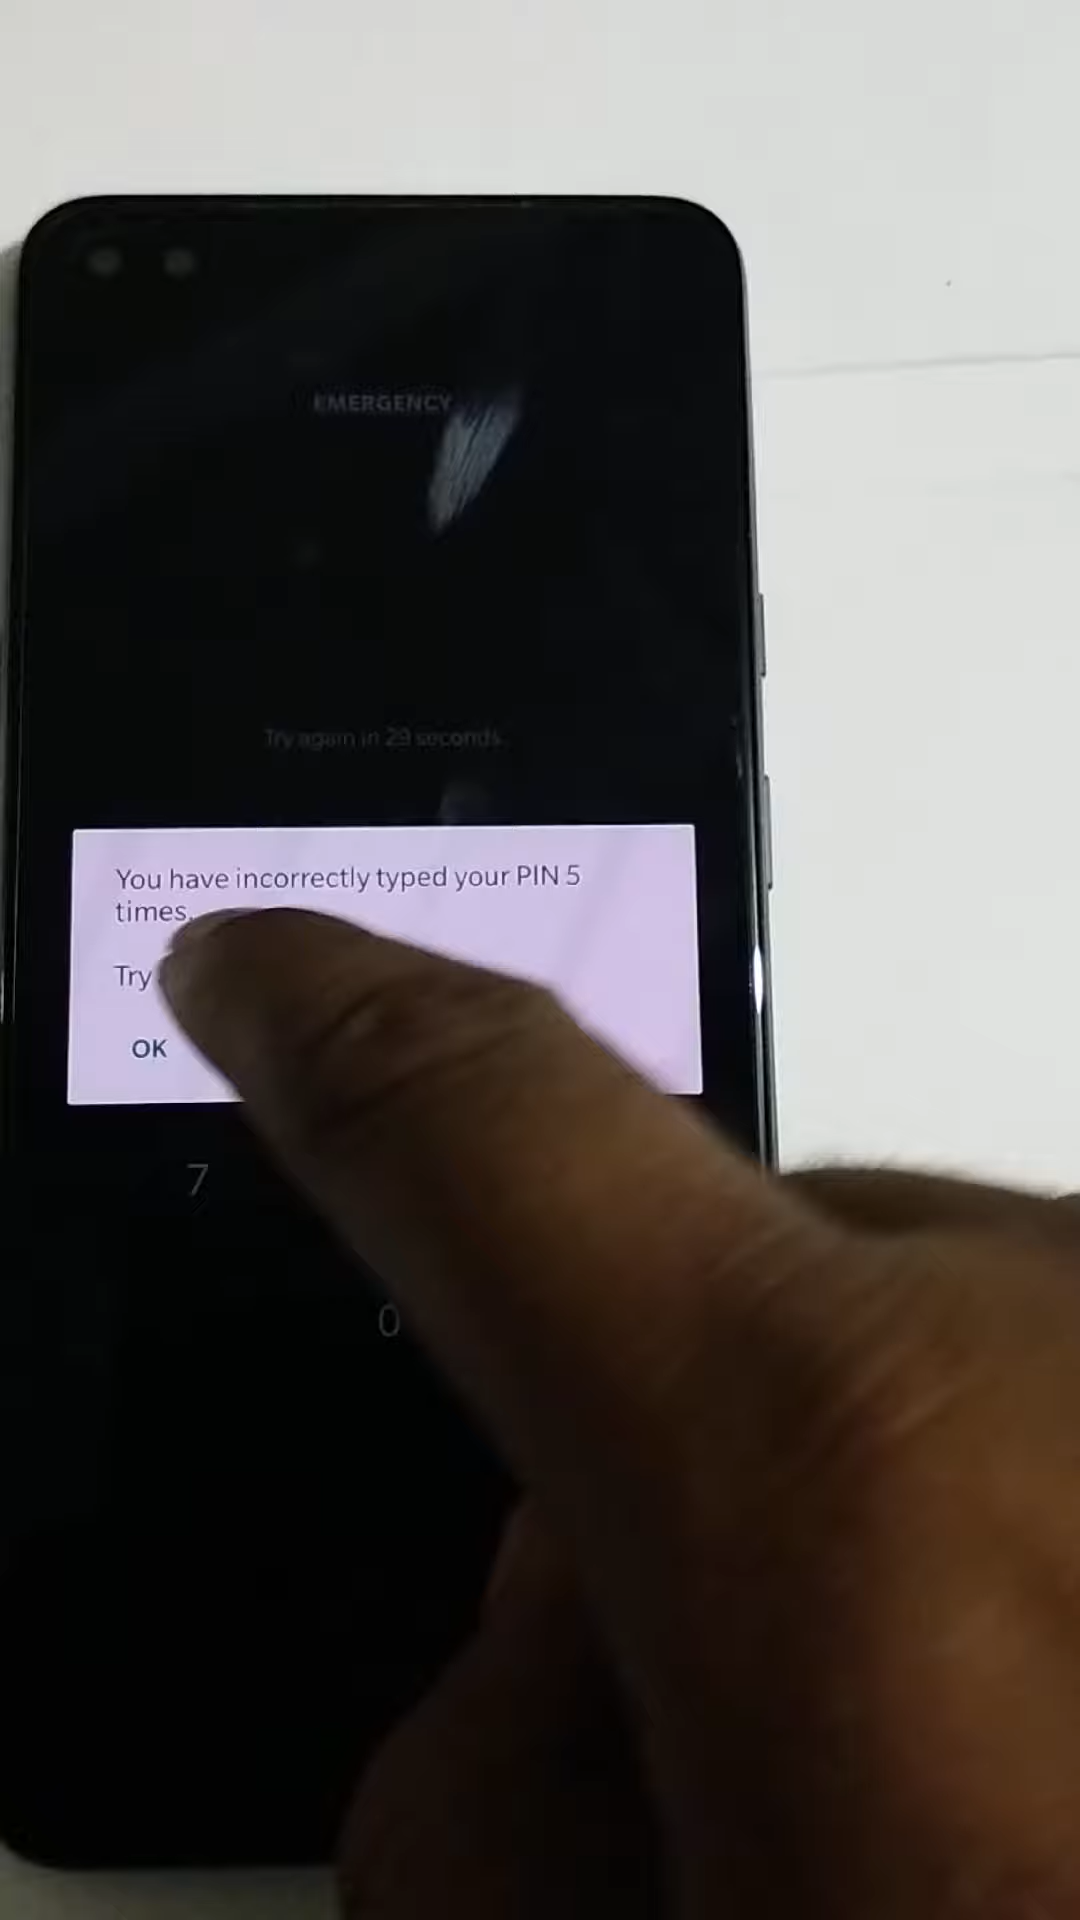 EMERGENCY
Try again in 29 seconds.
You have incorrectly typed your PIN 5
times.
Try
OK
7
0